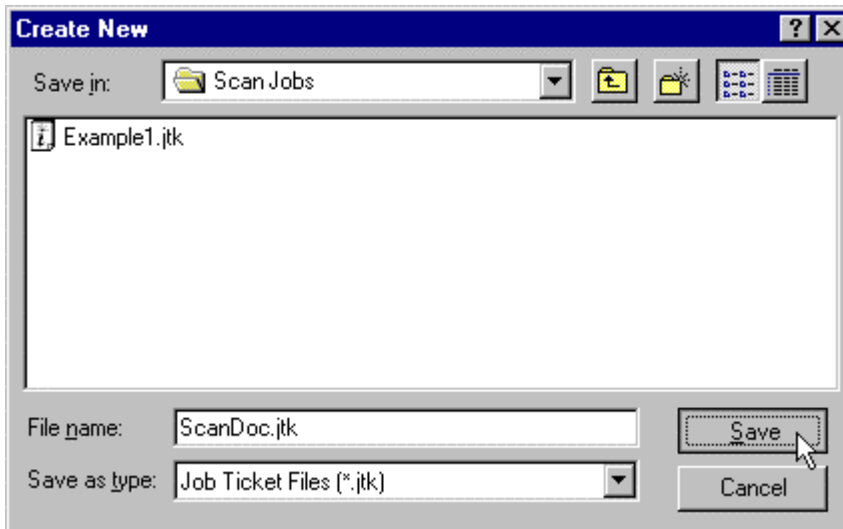 Create New
Save in: Scan Jobs
Example1.jtk
File name: ScanDoc.jtk Save
Save as type: Job Ticket Files (*.jtk) Cancel